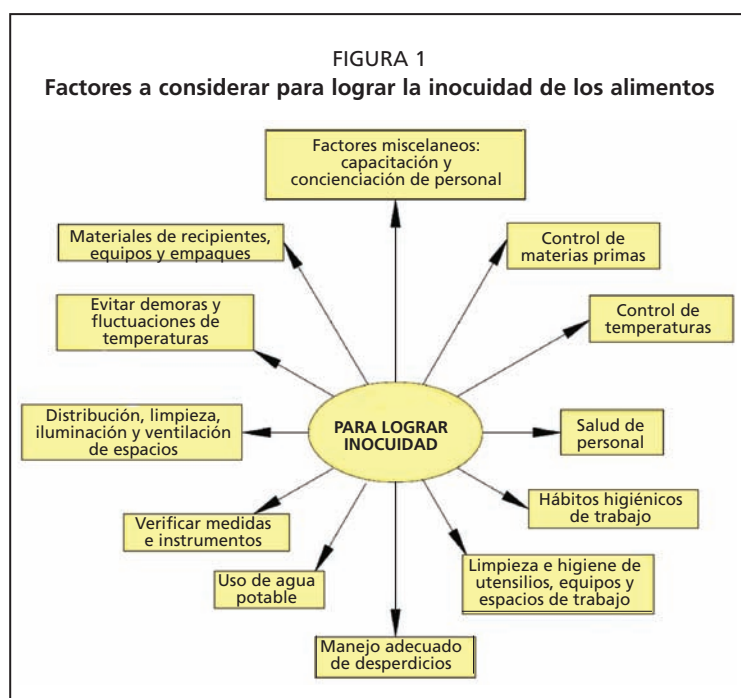 FIGURA 1
Factores a considerar para lograr la inocuidad de los alimentos
Factores miscelaneos:
capacitación y
concienciación de personal
Materiales de recipientes,
equipos y empaques
Control de
materias primas
Evitar demoras y
fluctuaciones de
temperaturas
Control de
temperaturas
Distribución, limpieza,
iluminación y ventilación
de espacios
PARA LOGRAR
INOCUIDAD
Salud de
personal
Verificar medidas
e instrumentos
Hábitos higiénicos
de trabajo
Uso de agua
potable
Limpieza e higiene de
utensilios, equipos y
espacios de trabajo
Manejo adecuado
de desperdicios